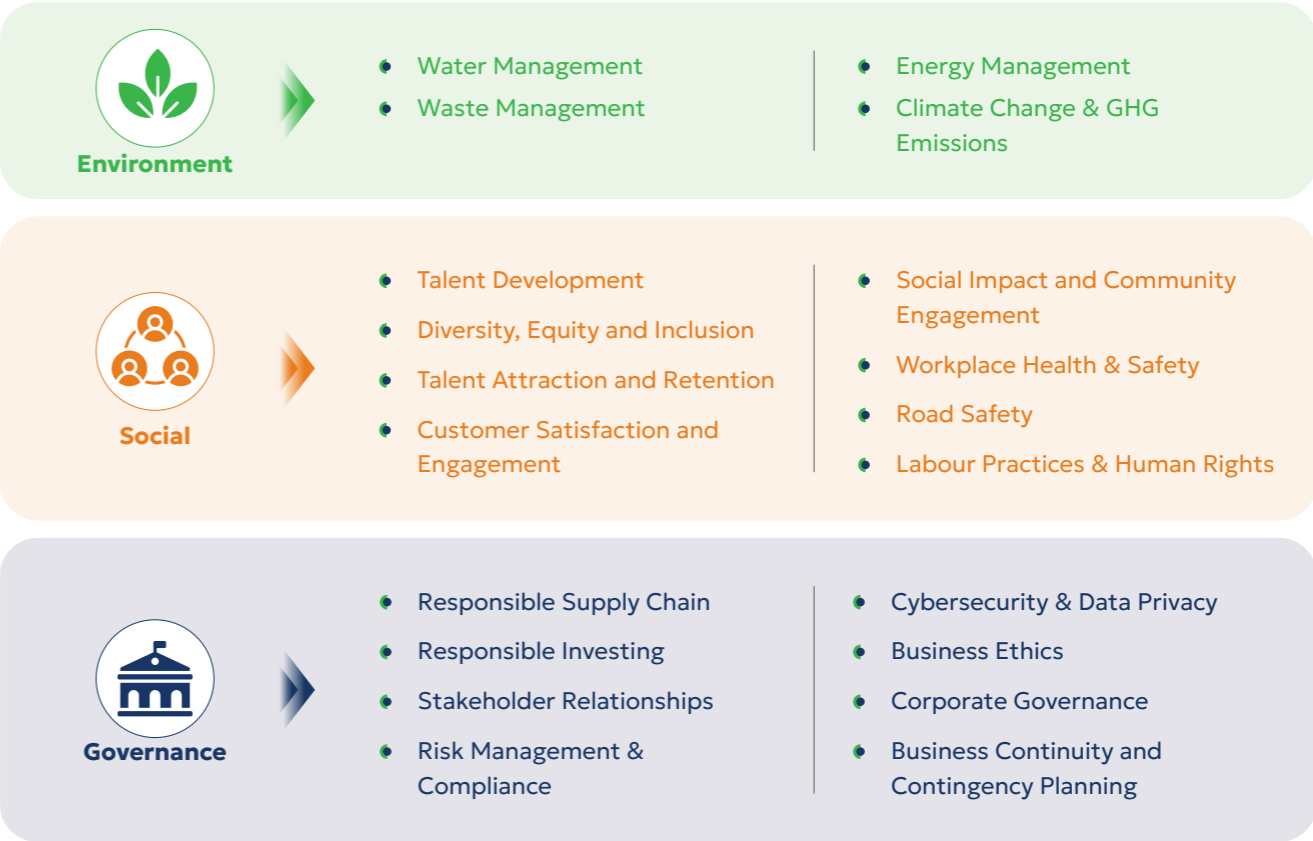 Environment
Water Management
Waste Management
Energy Management
Climate Change & GHG
Emissions
Social
Talent Development
Diversity, Equity and Inclusion
Talent Attraction and Retention
Customer Satisfaction and
Engagement
Social Impact and Community
Engagement
Workplace Health & Safety
Road Safety
Labour Practices & Human Rights
Governance
Responsible Supply Chain
Responsible Investing
Stakeholder Relationships
Risk Management &
Compliance
Cybersecurity & Data Privacy
Business Ethics
Corporate Governance
Business Continuity and
Contingency Planning